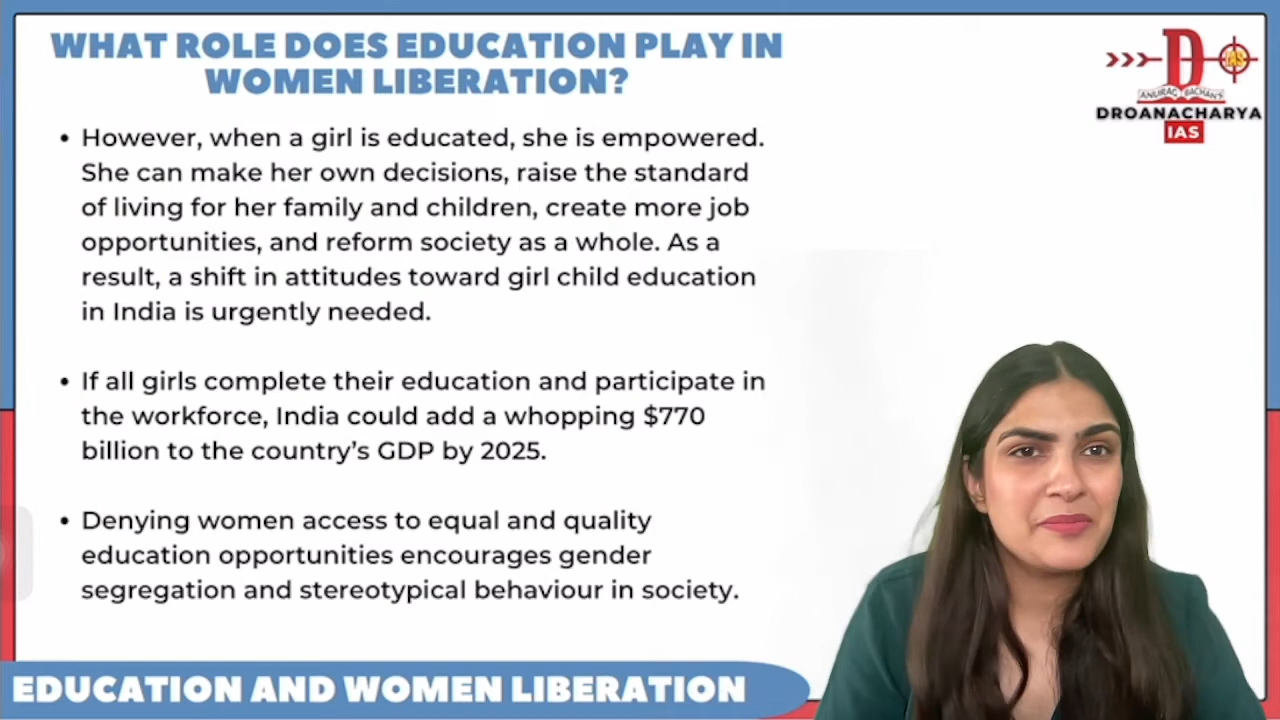 WHAT ROLE DOES EDUCATION PLAY IN
WOMEN LIBERATION?
D
IAS
ANURAG BACHAN'S
DROANACHARYA
IAS
• However, when a girl is educated, she is empowered.
She can make her own decisions, raise the standard
of living for her family and children, create more job
opportunities, and reform society as a whole. As a
result, a shift in attitudes toward girl child education
in India is urgently needed.
• If all girls complete their education and participate in
the workforce, India could add a whopping $770
billion to the country's GDP by 2025.
• Denying women access to equal and quality
education opportunities encourages gender
segregation and stereotypical behaviour in society.
EDUCATION AND WOMEN LIBERATION